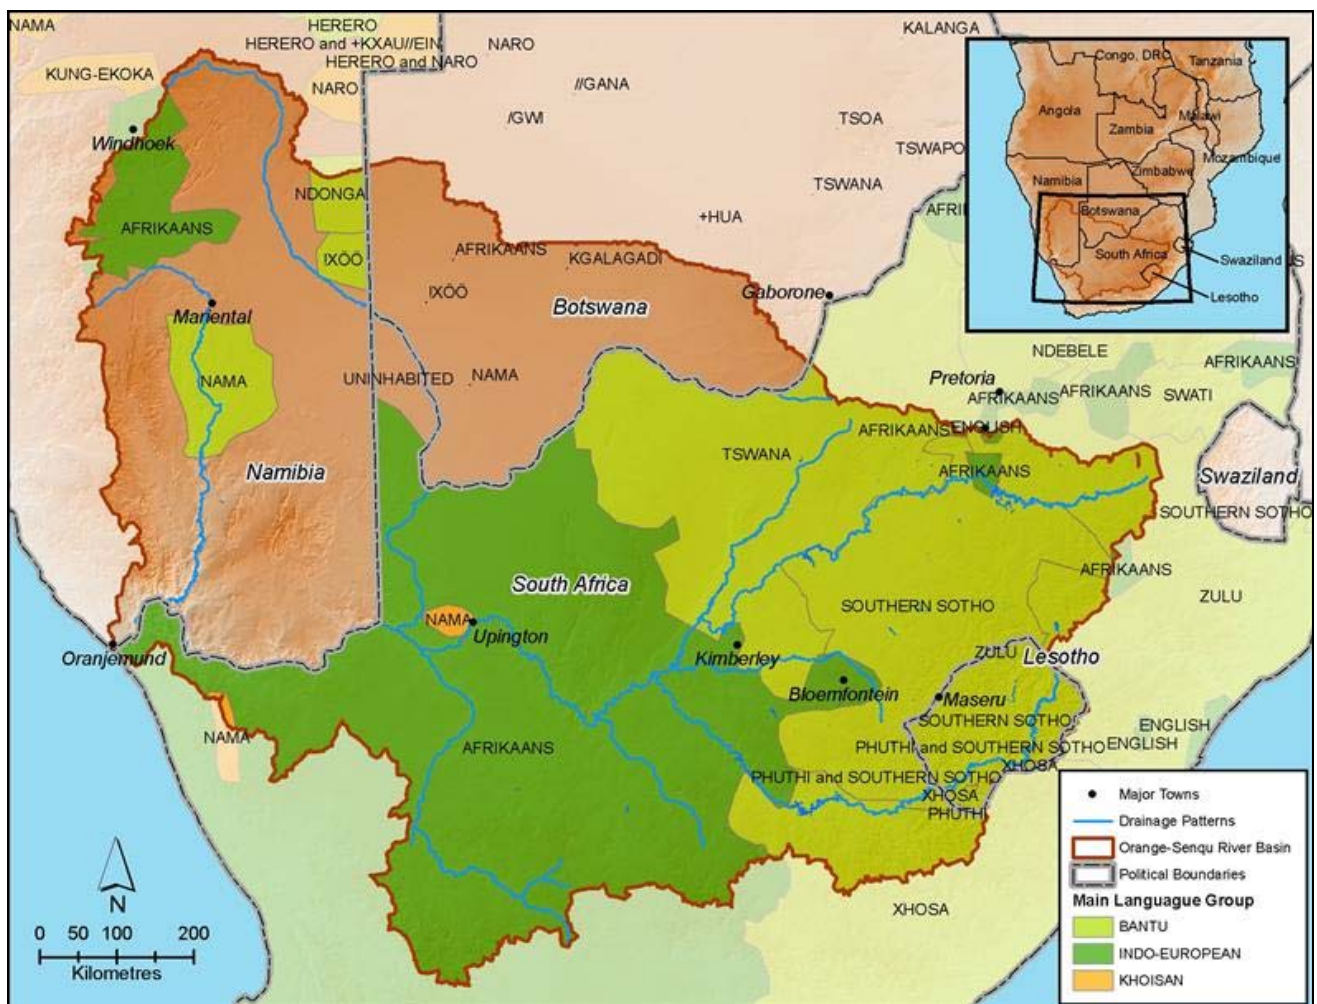 NAMA
HERERO
HERERO and +KXAU//EIN
HERERO and NARO
NARO
KALANGA
KUNG-EKOKA
NARO
//GANA
/GWI
TSOA
TSWAPO
TSWANA
+HUA
Windhoek
NDONGA
AFRIKAANS
IXÖÖ
AFRIKAANS
KGALAGADI
IXÖÖ
Botswana
Gaborone
AFRI
Mariental
NAMA
UNINHABITED
NAMA
Congo, DRC
Tanzania
Angola
Zambia
Malawi
Mozambique
Zimbabwe
Namibia
Botswana
South Africa
Swaziland
IS
Lesotho
NDEBELE
AFRIKAANS
Pretoria
AFRIKAANS
AFRIKAANS
SWATI
AFRIKAANS
ENGLISH
TSWANA
AFRIKAANS
Namibia
Swaziland
SOUTHERN SOTHO
South Africa
AFRIKAANS
ZULU
SOUTHERN SOTHO
NAMA
Upington
Oranjemund
Kimberley
ZULU
Lesotho
Bloemfontein
Maseru
NAMA
AFRIKAANS
SOUTHERN SOTHO
ENGLISH
PHUTHI and SOUTHERN SOTHO
ENGLISH
XHOSA
PHUTHI and SOUTHERN SOTHO
XHOSA
PHUTHI
XHOSA
N
0 50 100 200
Kilometres
Major Towns
Drainage Patterns
Orange-Senqu River Basin
Political Boundaries
Main Languague Group
BANTU
INDO-EUROPEAN
KHOISAN